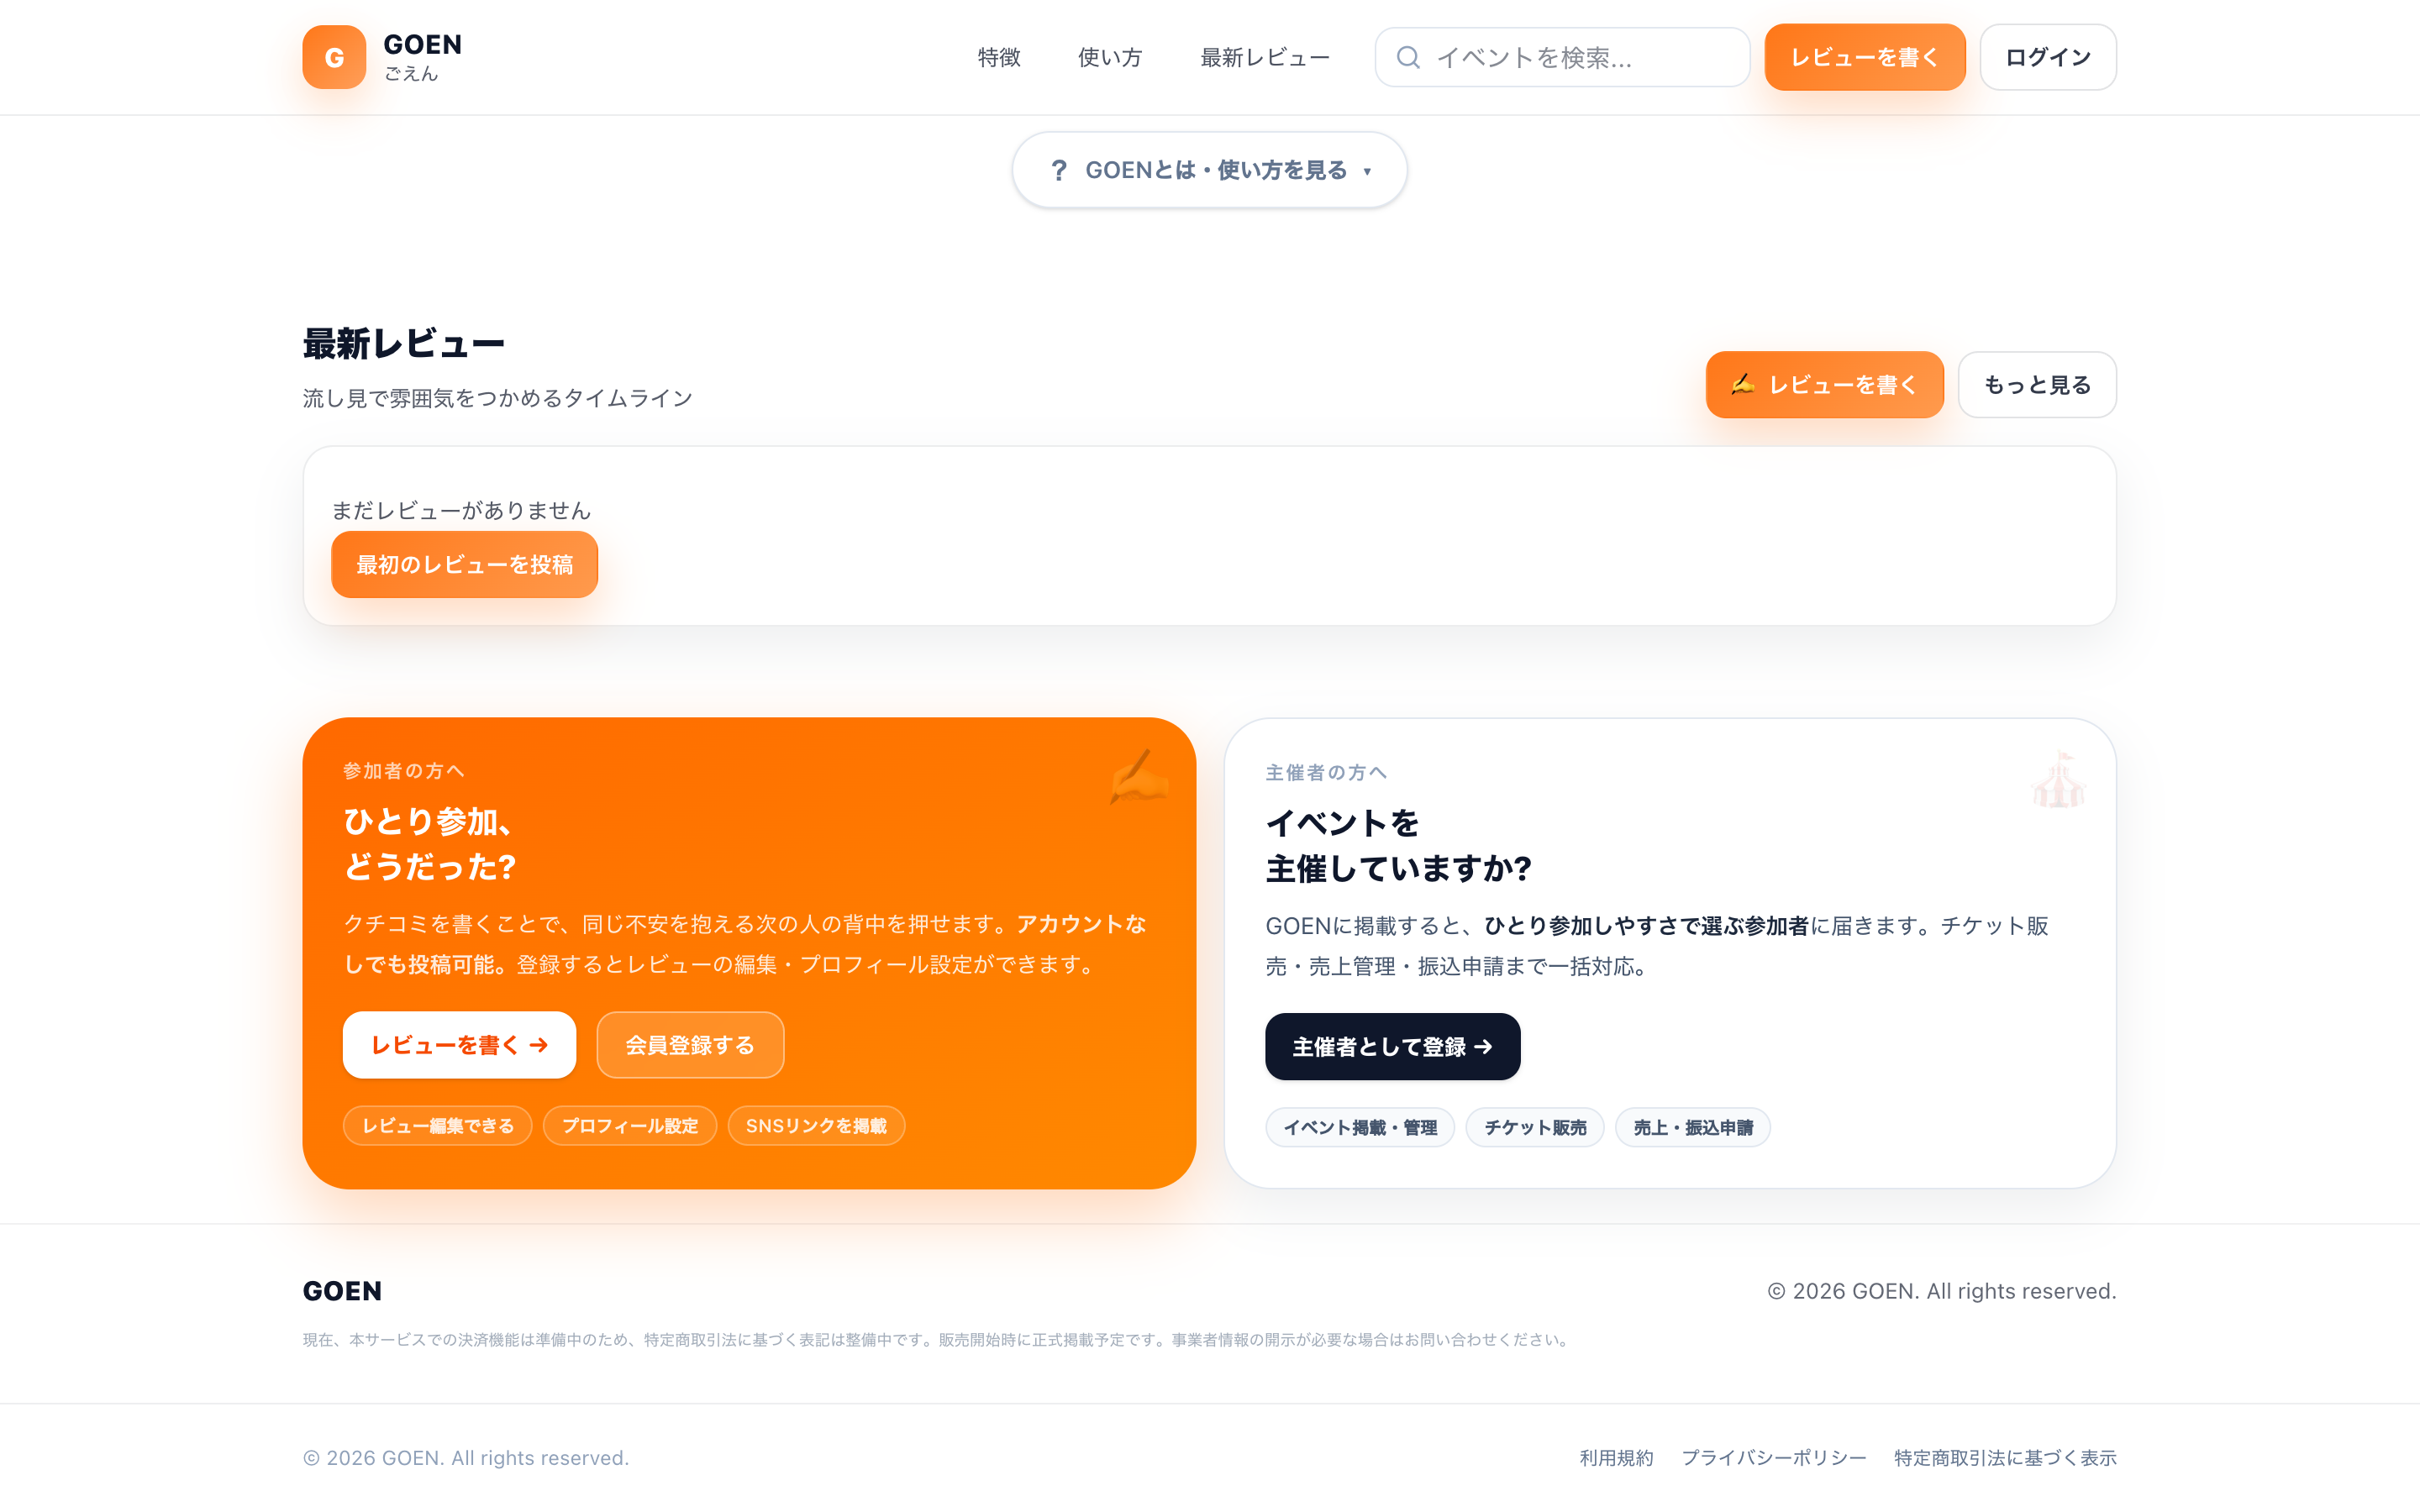 G
GOEN
ごえん
特徴
使い方
最新レビュー
イベントを検索...
レビューを書く
ログイン
? GOENとは・使い方を見る ▾
最新レビュー
流し見で雰囲気をつかめるタイムライン
✍️ レビューを書く
もっと見る
まだレビューがありません
最初のレビューを投稿
参加者の方へ
ひとり参加、
どうだった?
クチコミを書くことで、同じ不安を抱える次の人の背中を押せます。アカウントな
しでも投稿可能。登録するとレビューの編集・プロフィール設定ができます。
レビューを書く →
会員登録する
レビュー編集できる
プロフィール設定
SNSリンクを掲載
主催者の方へ
イベントを
主催していますか?
GOENに掲載すると、ひとり参加しやすさで選ぶ参加者に届きます。チケット販
売・売上管理・振込申請まで一括対応。
主催者として登録 →
イベント掲載・管理
チケット販売
売上・振込申請
GOEN
© 2026 GOEN. All rights reserved.
現在、本サービスでの決済機能は準備中のため、特定商取引法に基づく表記は整備中です。販売開始時に正式掲載予定です。事業者情報の開示が必要な場合はお問い合わせください。
© 2026 GOEN. All rights reserved.
利用規約
プライバシーポリシー
特定商取引法に基づく表示